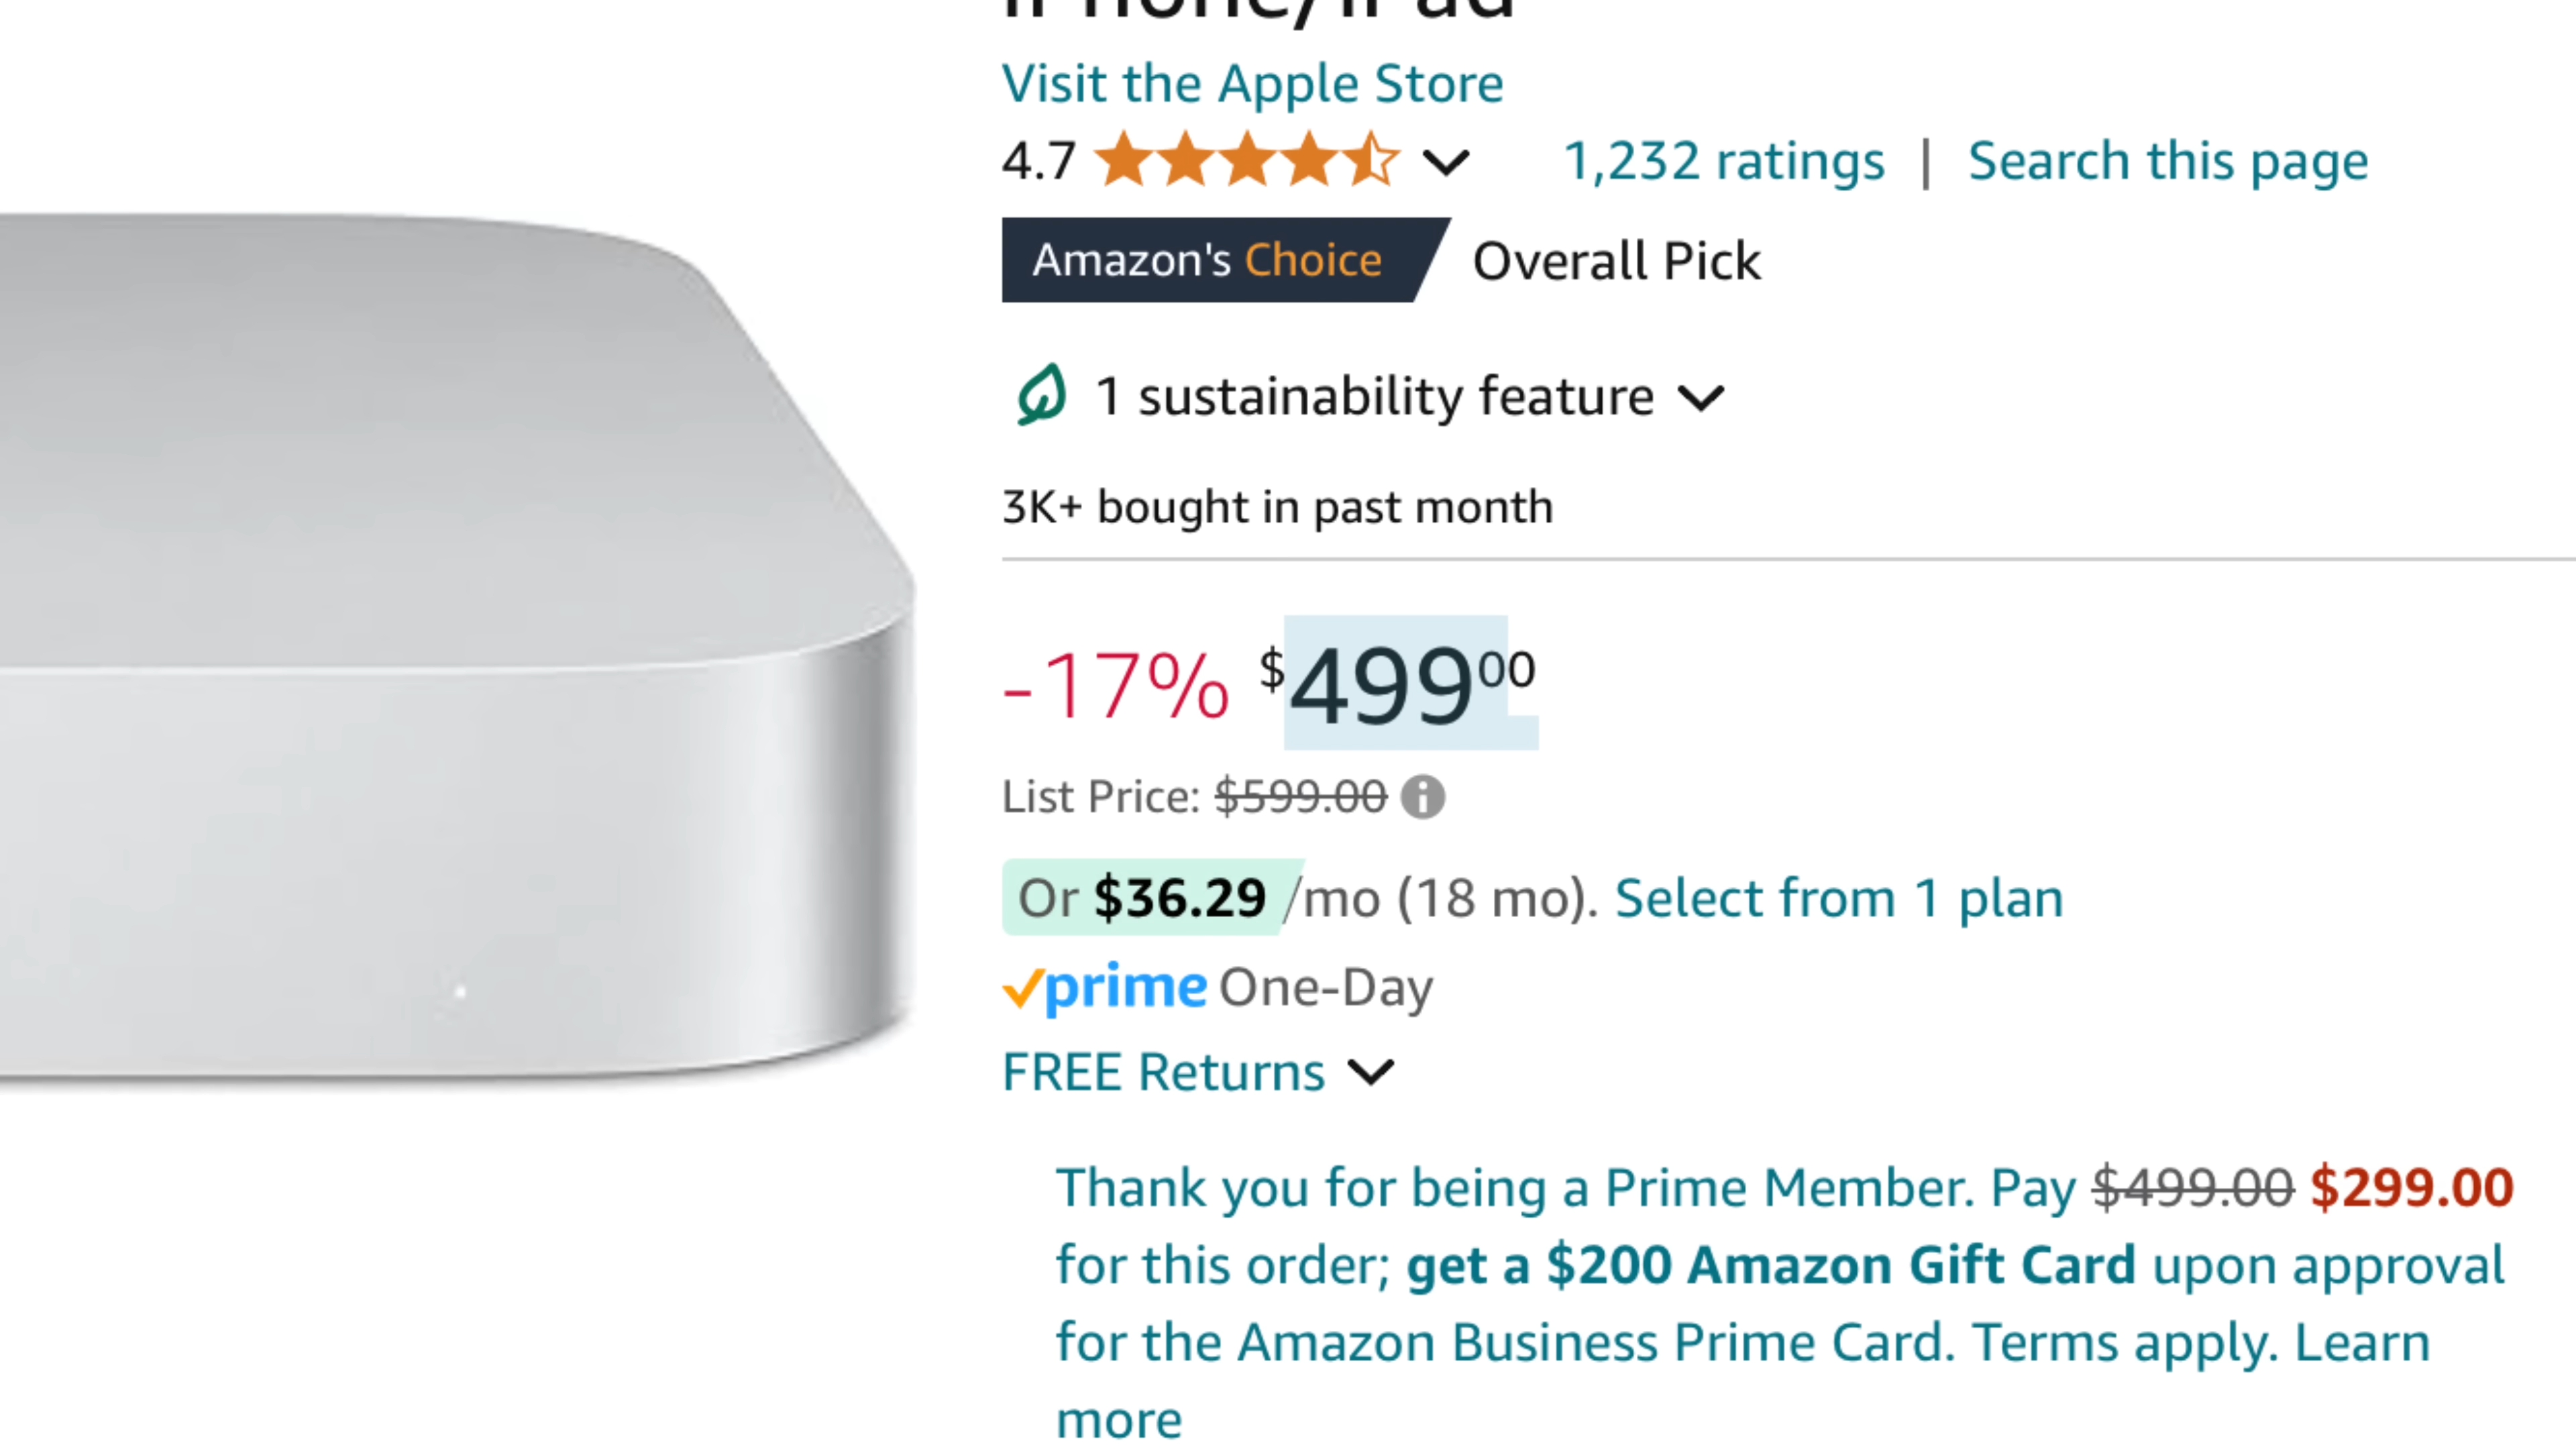 iPhone/iPad
Visit the Apple Store
4.7 1,232 ratings | Search this page
Amazon's Choice Overall Pick
1 sustainability feature
3K+ bought in past month
-17% $49900
List Price: $599.00
Or $36.29 /mo (18 mo). Select from 1 plan
prime One-Day
FREE Returns
Thank you for being a Prime Member. Pay $499.00 $299.00
for this order; get a $200 Amazon Gift Card upon approval
for the Amazon Business Prime Card. Terms apply. Learn
more